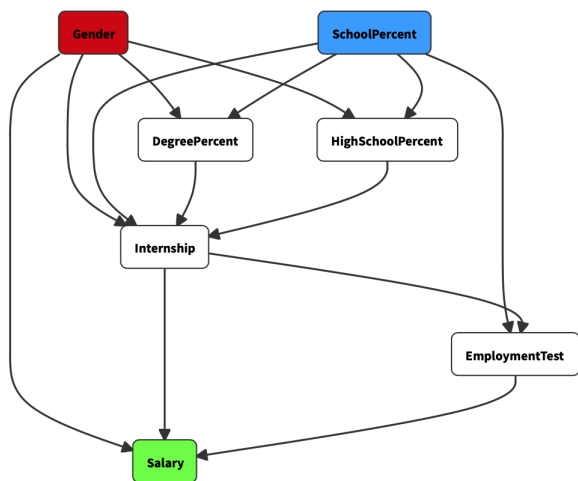 Gender
SchoolPercent
DegreePercent
HighSchoolPercent
Internship
EmploymentTest
Salary